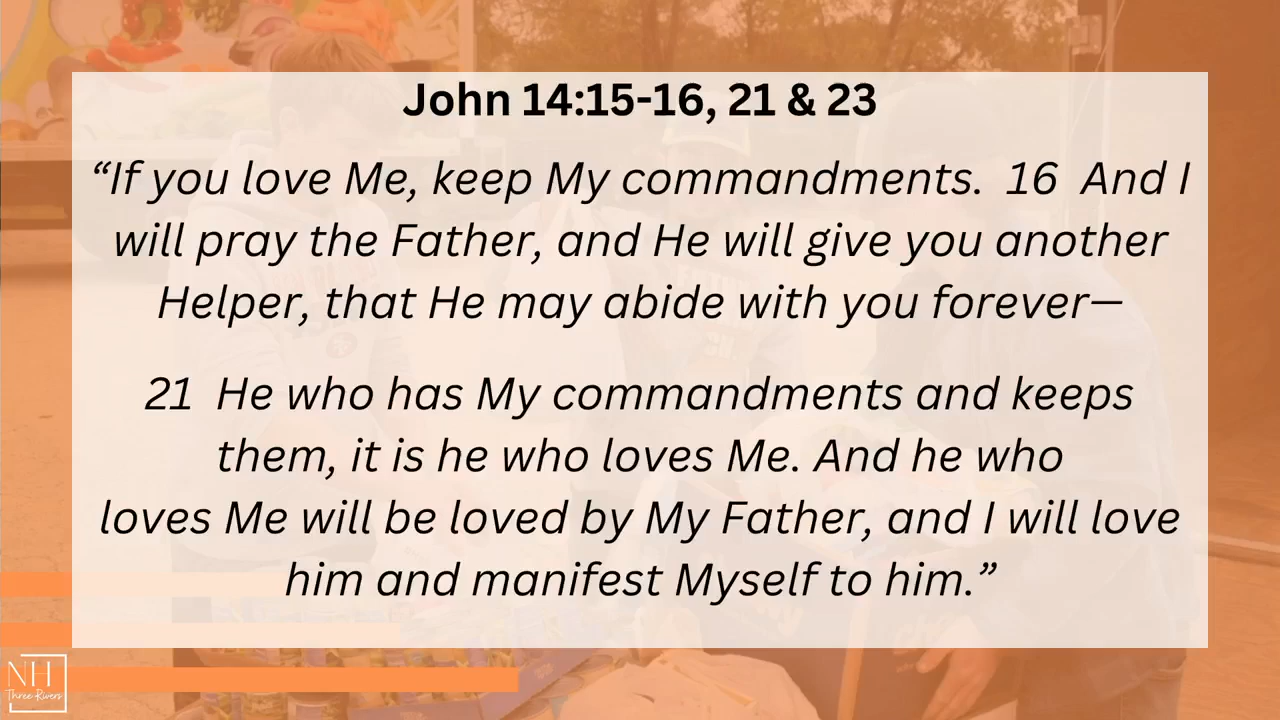 John 14:15-16, 21 & 23
“If you love Me, keep My commandments.  16  And I
will pray the Father, and He will give you another
Helper, that He may abide with you forever—
21  He who has My commandments and keeps
them, it is he who loves Me. And he who
loves Me will be loved by My Father, and I will love
him and manifest Myself to him.”
NH
Three Rivers